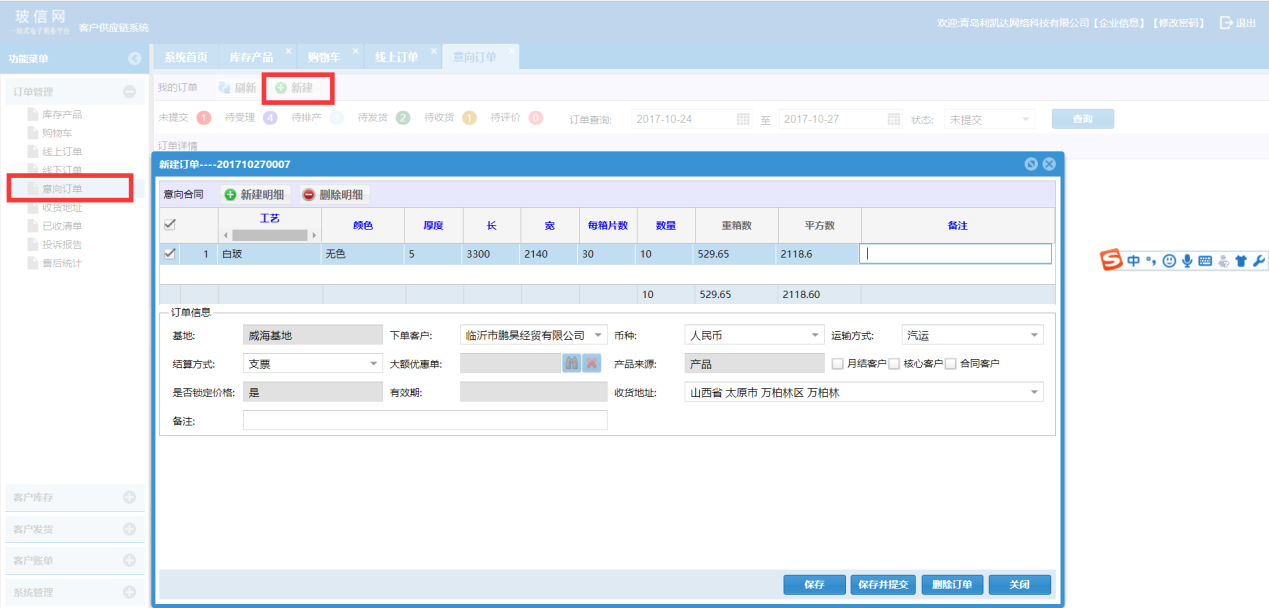 玻信网
一站式电子服务平台 客户供应链系统
欢迎:青岛利凯达网络科技有限公司【企业信息】【修改密码】 退出
功能菜单
系统首页 库存产品 购物车 线上订单 意向订单
订单管理
库存产品
购物车
线上订单
线下订单
意向订单
收货地址
已收清单
投诉报告
售后统计
客户库存
客户发货
客户账单
系统管理
我的订单 刷新 新建
未提交 1 待受理 4 待排产 待发货 2 待收货 1 待评价 0 订单查询: 2017-10-24 至 2017-10-27 状态: 未提交 查询
订单详情
新建订单----201710270007
意向合同 新建明细 删除明细
工艺 颜色 厚度 长 宽 每箱片数 数量 重箱数 平方数 备注
1 白玻 无色 5 3300 2140 30 10 529.65 2118.6
10 529.65 2118.60
订单信息
基地: 威海基地 下单客户: 临沂市鹏昊经贸有限公司 币种: 人民币 运输方式: 汽运
结算方式: 支票 大额优惠单: 产品来源: 产品 月结客户 核心客户 合同客户
是否锁定价格: 是 有效期: 收货地址: 山西省 太原市 万柏林区 万柏林
备注:
保存 保存并提交 删除订单 关闭
S 中